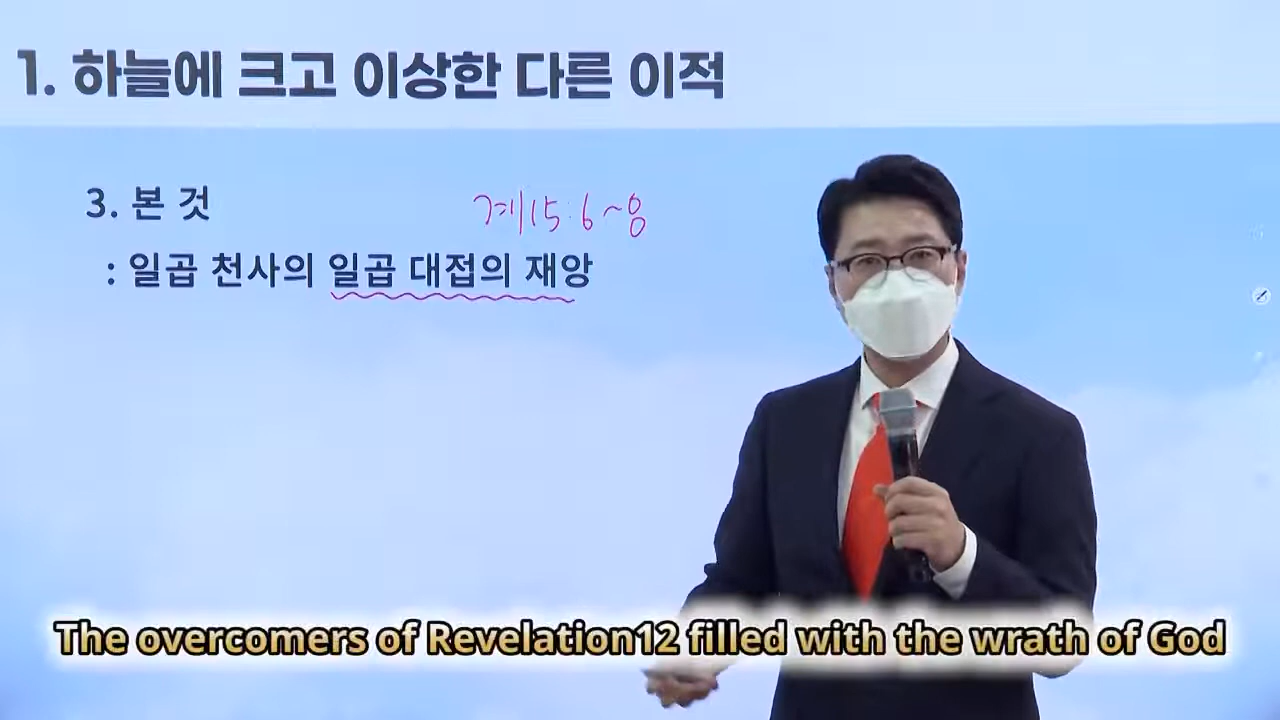 1. 하늘에 크고 이상한 다른 이적
3. 본 것
계15:6~8
: 일곱 천사의 일곱 대접의 재앙
The overcomers of Revelation12 filled with the wrath of God